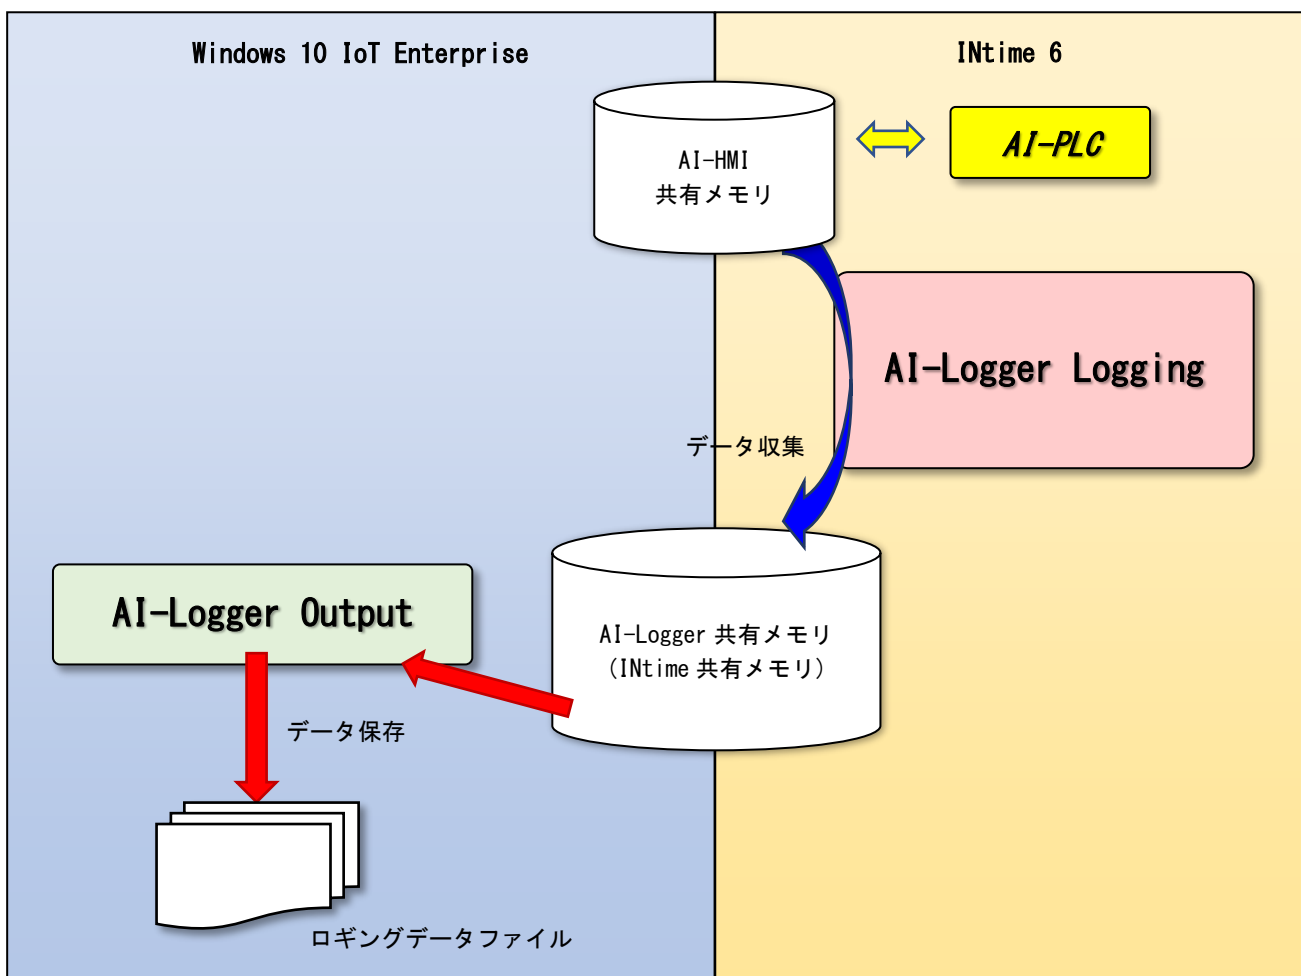 Windows 10 IoT Enterprise
INtime 6
AI-HMI
共有メモリ
AI-PLC
AI-Logger Logging
データ収集
AI-Logger Output
AI-Logger 共有メモリ
(INtime 共有メモリ)
データ保存
ロギングデータファイル